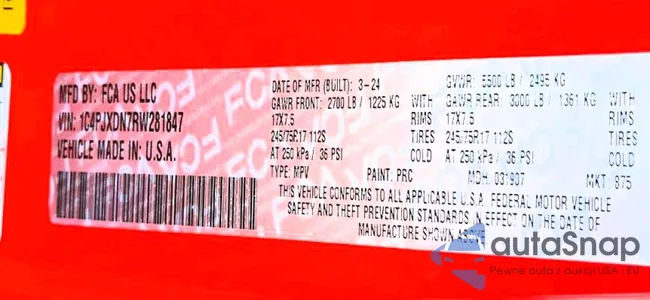 MFD BY: FCA US LLC
VIN: 1C4PJXDN7RW281847
VEHICLE MADE IN: U.S.A.
DATE OF MFR (BUILT): 3-24 GVWR: 5500 LB / 2495 KG
GAWR FRONT: 2700 LB / 1225 KG WITH GAWR REAR: 3000 LB / 1361 KG WITH
17X7.5 RIMS 17X7.5 RIMS
245/75R17 112S TIRES 245/75R17 112S TIRES
AT 250 kPa / 36 PSI COLD AT 250 kPa / 36 PSI COLD
TYPE: MPV PAINT: PRC MDH: 031907 MKT: 875
THIS VEHICLE CONFORMS TO ALL APPLICABLE U.S.A. FEDERAL MOTOR VEHICLE
SAFETY AND THEFT PREVENTION STANDARDS IN EFFECT ON THE DATE OF
MANUFACTURE SHOWN ABOVE
autaSnap
Pewne auta z aukcji USA i EU